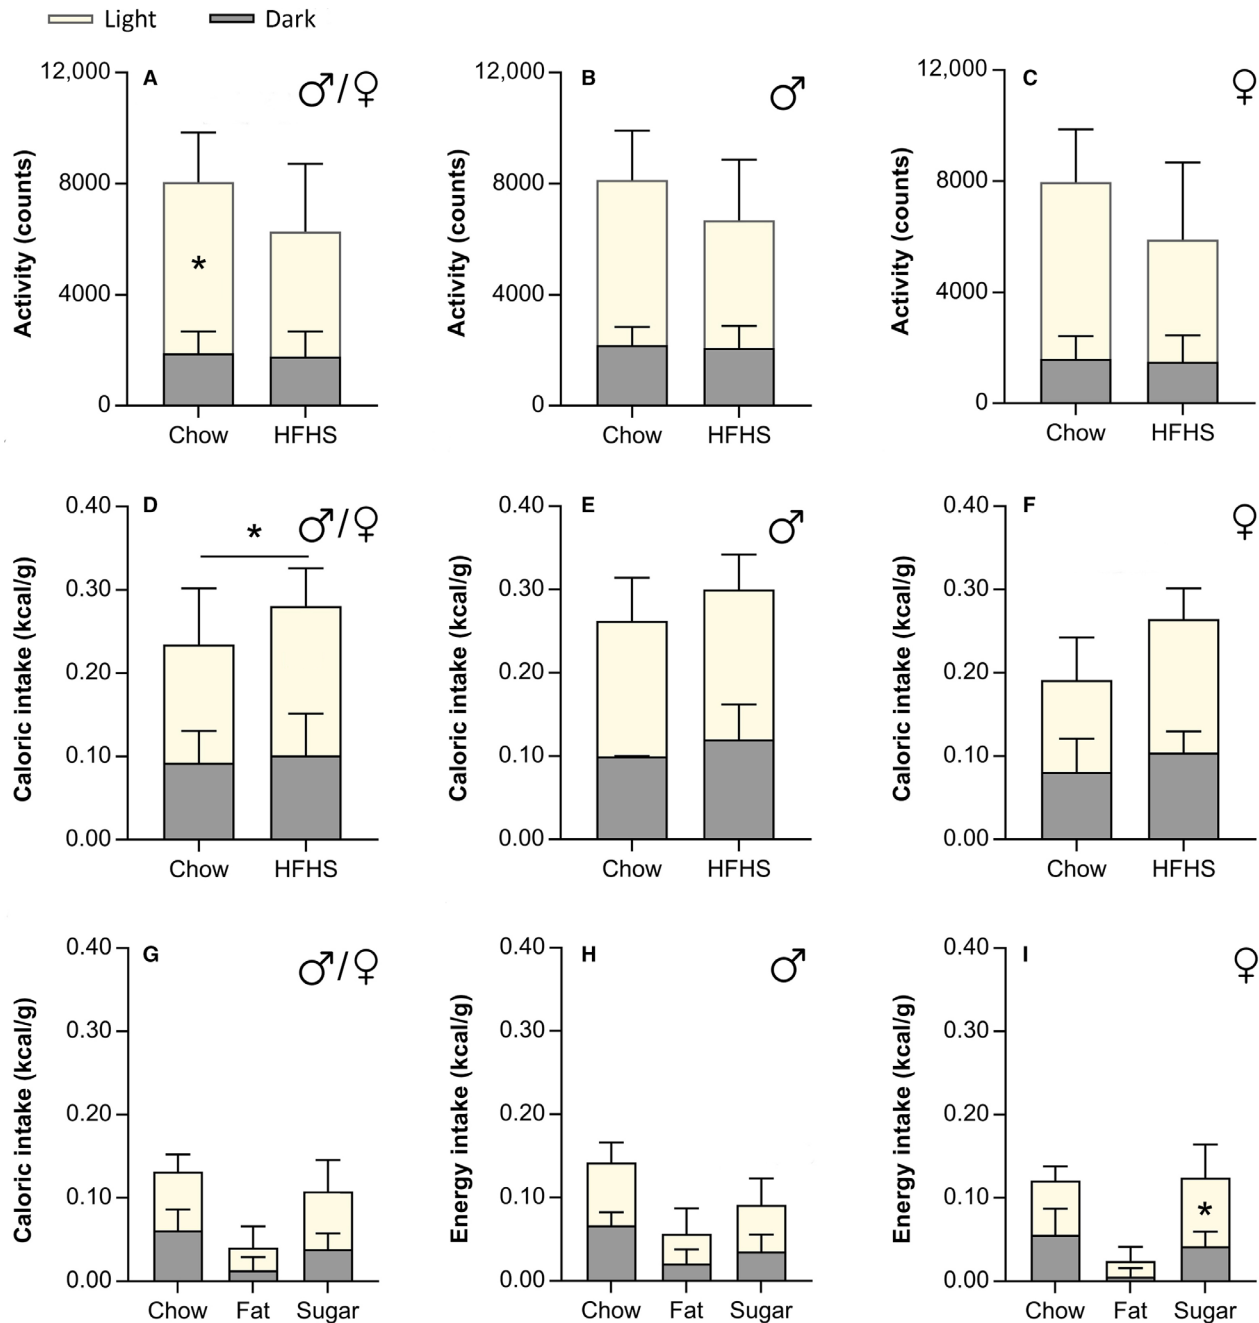 Light Dark
A ♂/♀
Activity (counts)
12,000
8000
4000
0
*
Chow HFHS
B ♂
Activity (counts)
12,000
8000
4000
0
Chow HFHS
C ♀
Activity (counts)
12,000
8000
4000
0
Chow HFHS
D ♂/♀
Caloric intake (kcal/g)
0.40
0.30
0.20
0.10
0.00
*
Chow HFHS
E ♂
Caloric intake (kcal/g)
0.40
0.30
0.20
0.10
0.00
Chow HFHS
F ♀
Caloric intake (kcal/g)
0.40
0.30
0.20
0.10
0.00
Chow HFHS
G ♂/♀
Caloric intake (kcal/g)
0.40
0.30
0.20
0.10
0.00
Chow Fat Sugar
H ♂
Energy intake (kcal/g)
0.40
0.30
0.20
0.10
0.00
Chow Fat Sugar
I ♀
Energy intake (kcal/g)
0.40
0.30
0.20
0.10
0.00
*
Chow Fat Sugar